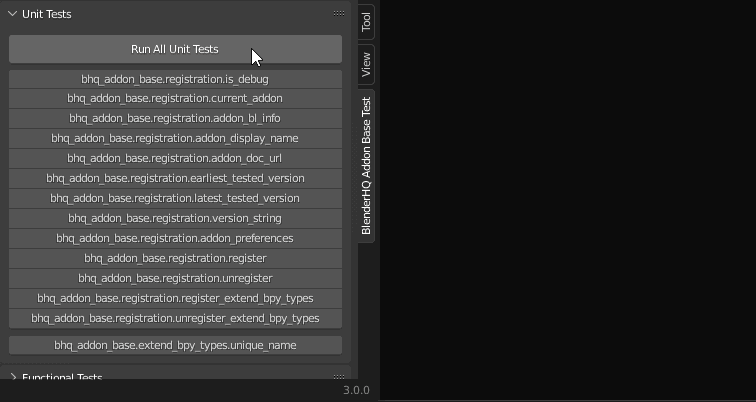 Unit Tests
Run All Unit Tests
bhq_addon_base.registration.is_debug
bhq_addon_base.registration.current_addon
bhq_addon_base.registration.addon_bl_info
bhq_addon_base.registration.addon_display_name
bhq_addon_base.registration.addon_doc_url
bhq_addon_base.registration.earliest_tested_version
bhq_addon_base.registration.latest_tested_version
bhq_addon_base.registration.version_string
bhq_addon_base.registration.addon_preferences
bhq_addon_base.registration.register
bhq_addon_base.registration.unregister
bhq_addon_base.registration.register_extend_bpy_types
bhq_addon_base.registration.unregister_extend_bpy_types
bhq_addon_base.extend_bpy_types.unique_name
Functional Tests
Tool
View
BlenderHQ Addon Base Test
3.0.0